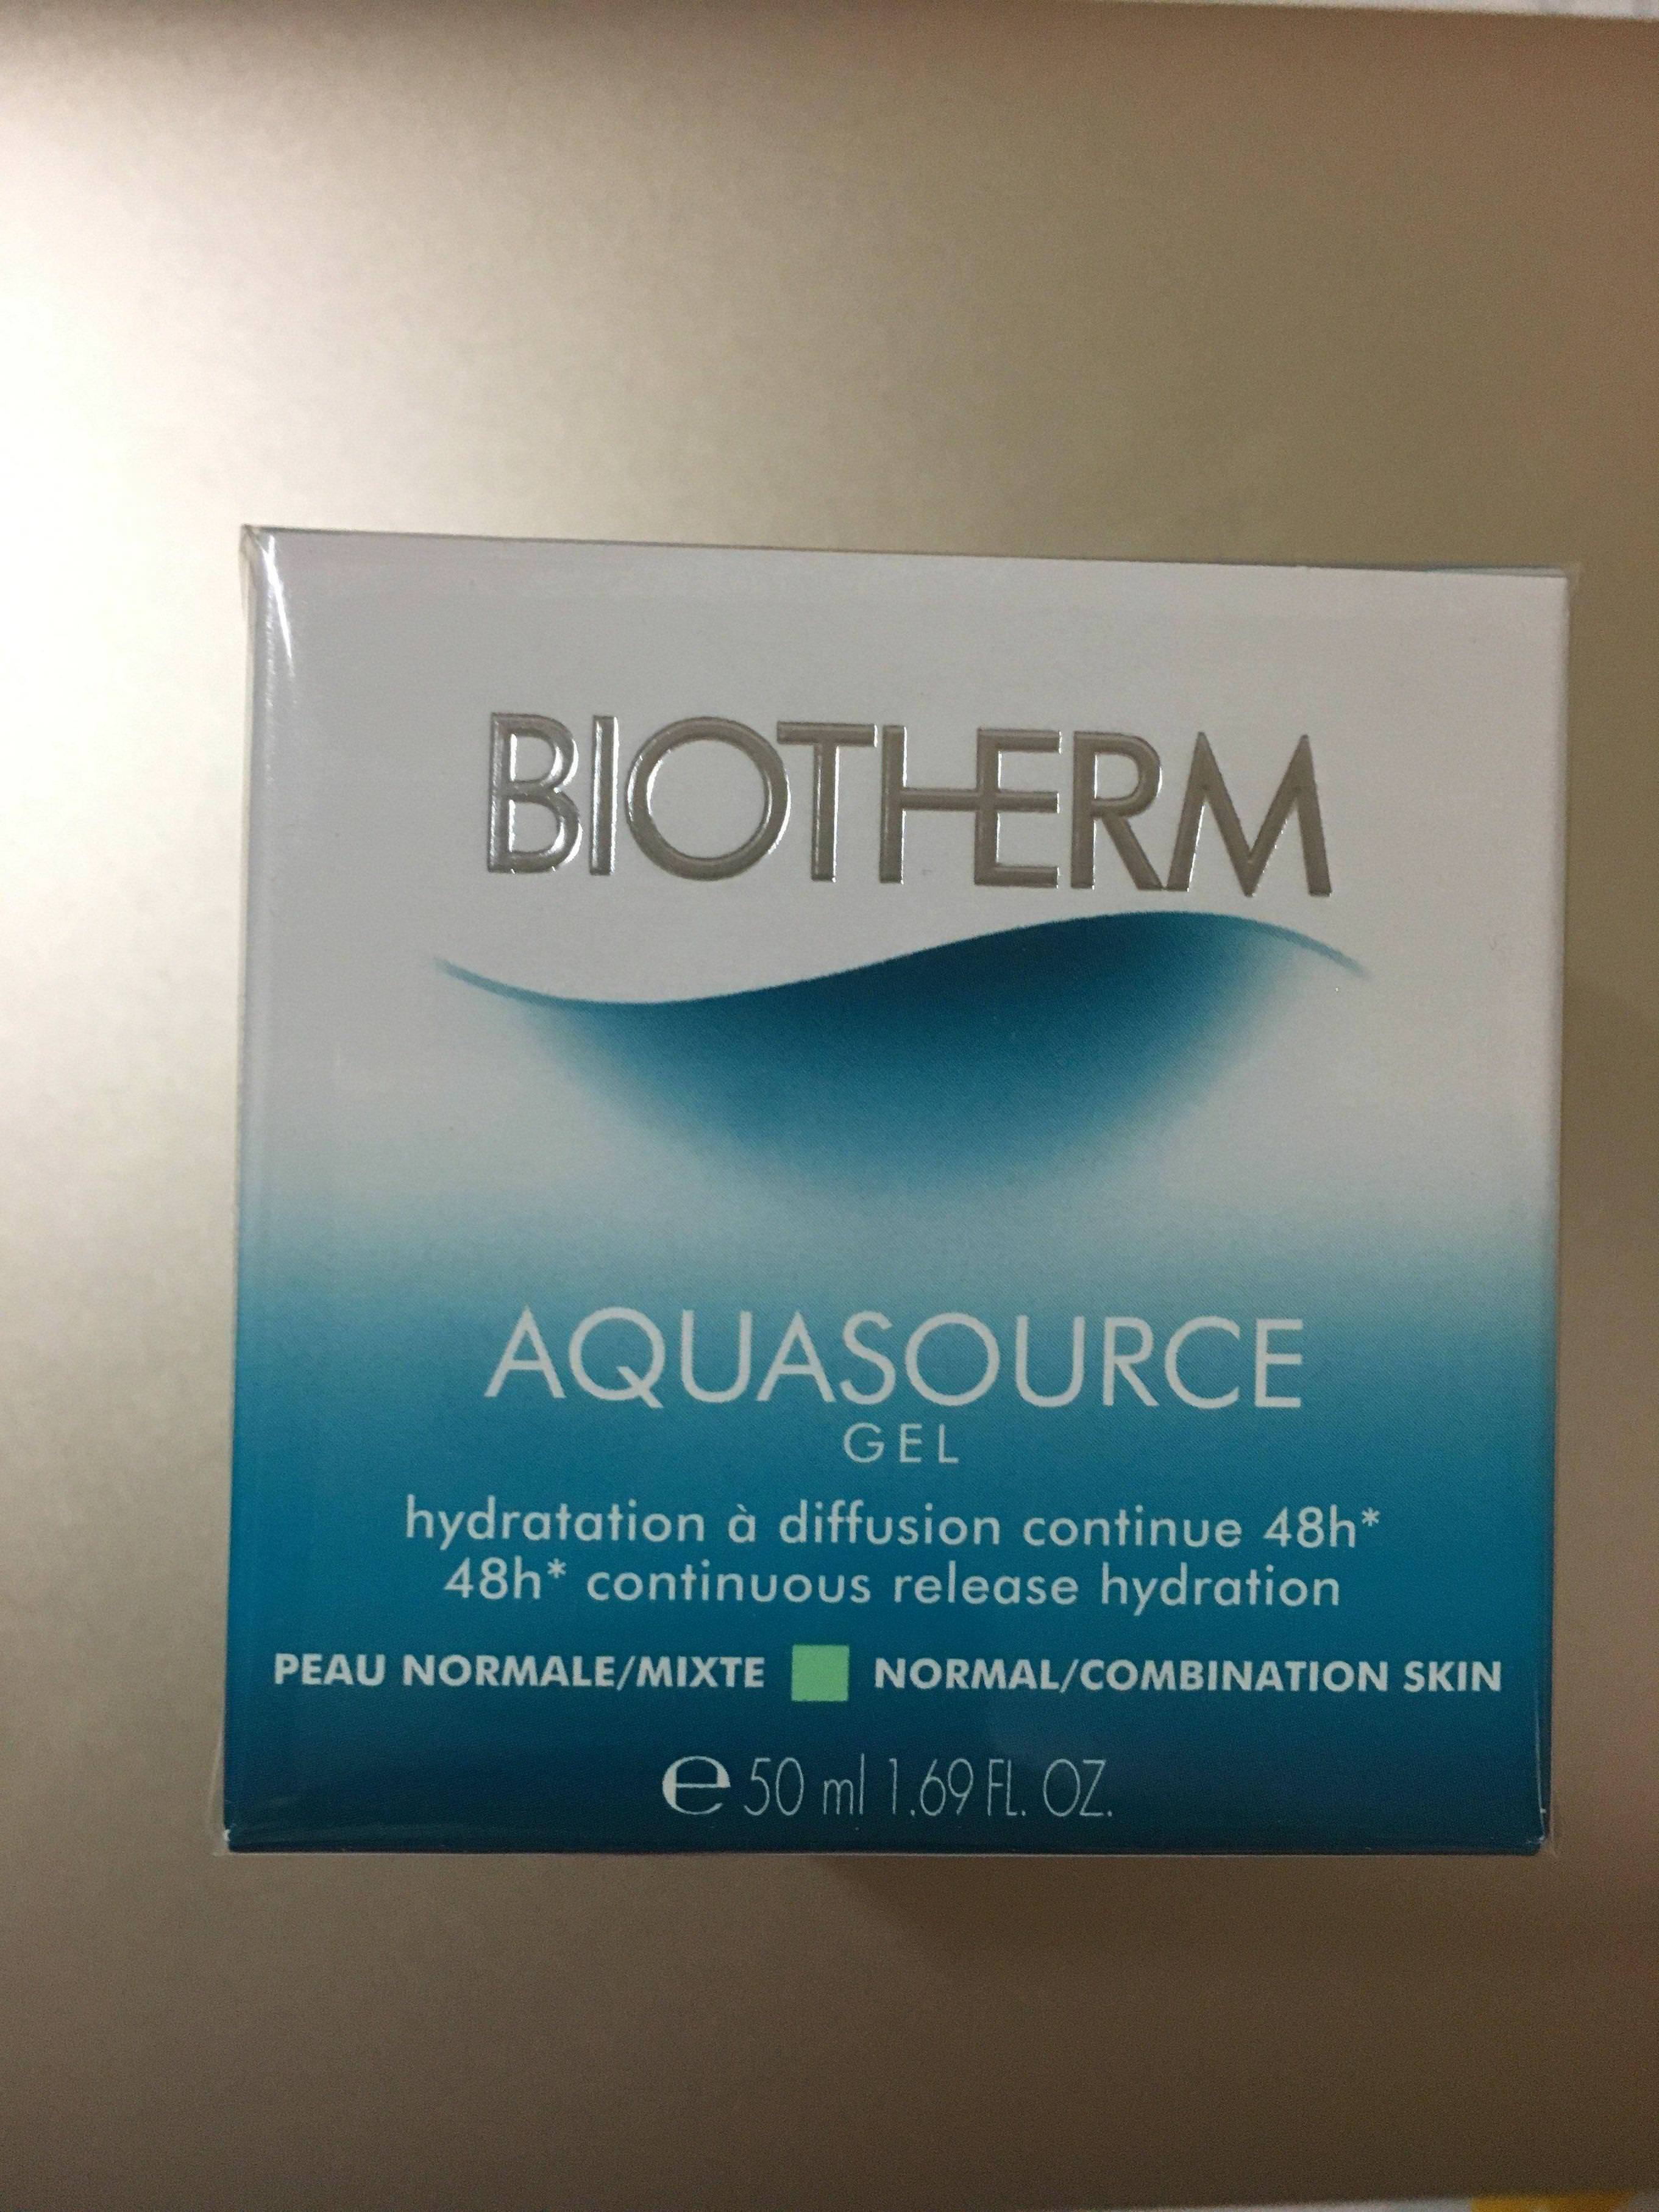 BIOTHERM
AQUASOURCE
GEL
hydratation à diffusion continue 48h*
48h* continuous release hydration
PEAU NORMALE/MIXTE NORMAL/COMBINATION SKIN
e 50 ml 1.69 FL. OZ.